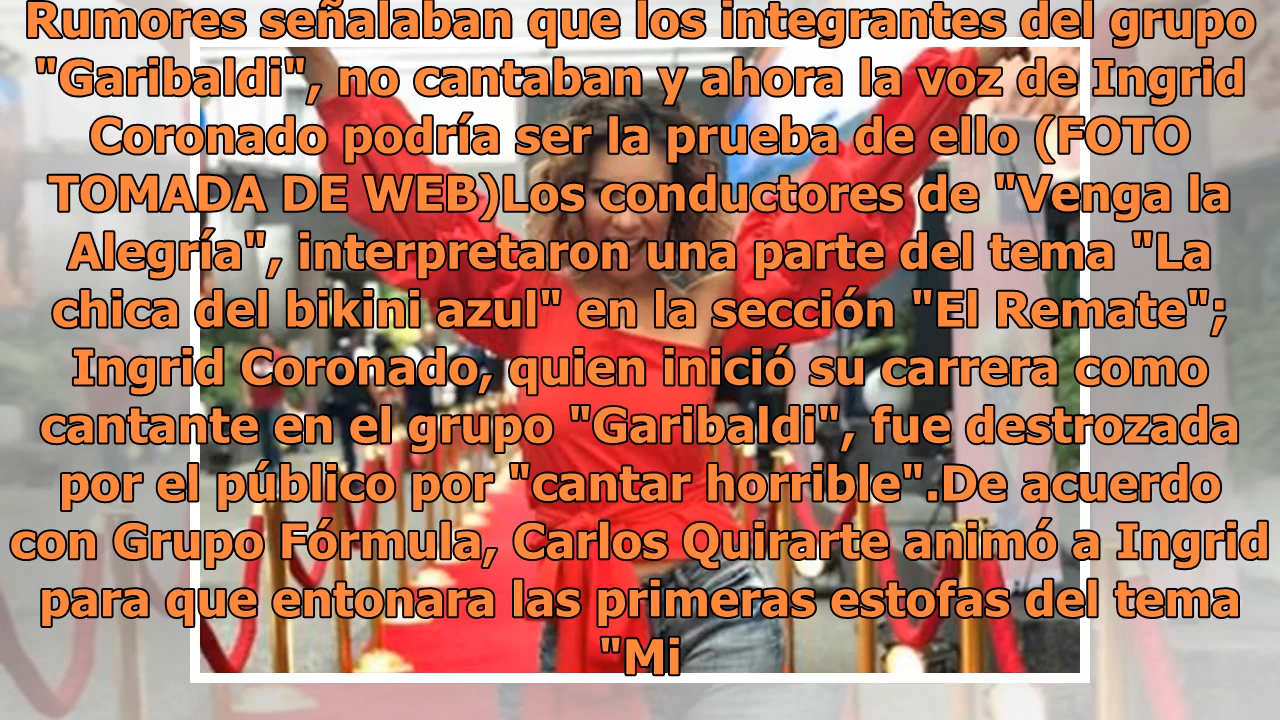 Rumores señalaban que los integrantes del grupo
"Garibaldi", no cantaban y ahora la voz de Ingrid
Coronado podría ser la prueba de ello (FOTO
TOMADA DE WEB)Los conductores de "Venga la
Alegría", interpretaron una parte del tema "La
chica del bikini azul" en la sección "El Remate";
Ingrid Coronado, quien inició su carrera como
cantante en el grupo "Garibaldi", fue destrozada
por el público por "cantar horrible".De acuerdo
con Grupo Fórmula, Carlos Quirarte animó a Ingrid
para que entonara las primeras estofas del tema
"Mi